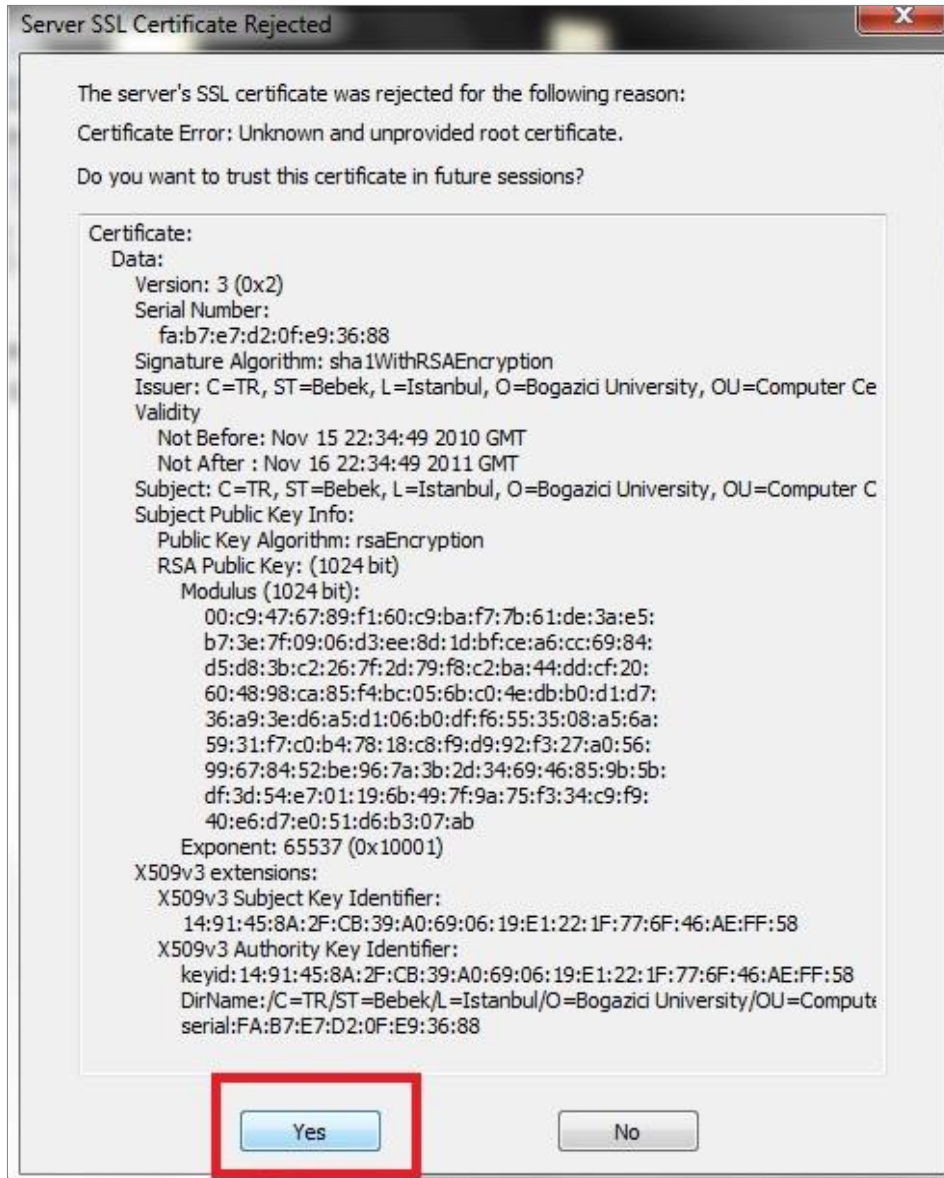 Server SSL Certificate Rejected
The server's SSL certificate was rejected for the following reason:
Certificate Error: Unknown and unprovided root certificate.
Do you want to trust this certificate in future sessions?
Certificate:
Data:
Version: 3 (0x2)
Serial Number:
fa:b7:e7:d2:0f:e9:36:88
Signature Algorithm: sha1WithRSAEncryption
Issuer: C=TR, ST=Bebek, L=Istanbul, O=Bogazici University, OU=Computer Ce
Validity
Not Before: Nov 15 22:34:49 2010 GMT
Not After : Nov 16 22:34:49 2011 GMT
Subject: C=TR, ST=Bebek, L=Istanbul, O=Bogazici University, OU=Computer C
Subject Public Key Info:
Public Key Algorithm: rsaEncryption
RSA Public Key: (1024 bit)
Modulus (1024 bit):
00:c9:47:67:89:f1:60:c9:ba:f7:7b:61:de:3a:e5:
b7:3e:7f:09:06:d3:ee:8d:1d:bf:ce:a6:cc:69:84:
d5:d8:3b:c2:26:7f:2d:79:f8:c2:ba:44:dd:cf:20:
60:48:98:ca:85:f4:bc:05:6b:c0:4e:db:b0:d1:d7:
36:a9:3e:d6:a5:d1:06:b0:df:f6:55:35:08:a5:6a:
59:31:f7:c0:b4:78:18:c8:f9:d9:92:f3:27:a0:56:
99:67:84:52:be:96:7a:3b:2d:34:69:46:85:9b:5b:
df:3d:54:e7:01:19:6b:49:7f:9a:75:f3:34:c9:f9:
40:e6:d7:e0:51:d6:b3:07:ab
Exponent: 65537 (0x10001)
X509v3 extensions:
X509v3 Subject Key Identifier:
14:91:45:8A:2F:CB:39:A0:69:06:19:E1:22:1F:77:6F:46:AE:FF:58
X509v3 Authority Key Identifier:
keyid:14:91:45:8A:2F:CB:39:A0:69:06:19:E1:22:1F:77:6F:46:AE:FF:58
DirName:/C=TR/ST=Bebek/L=Istanbul/O=Bogazici University/OU=Compute
serial:FA:B7:E7:D2:0F:E9:36:88
Yes
No